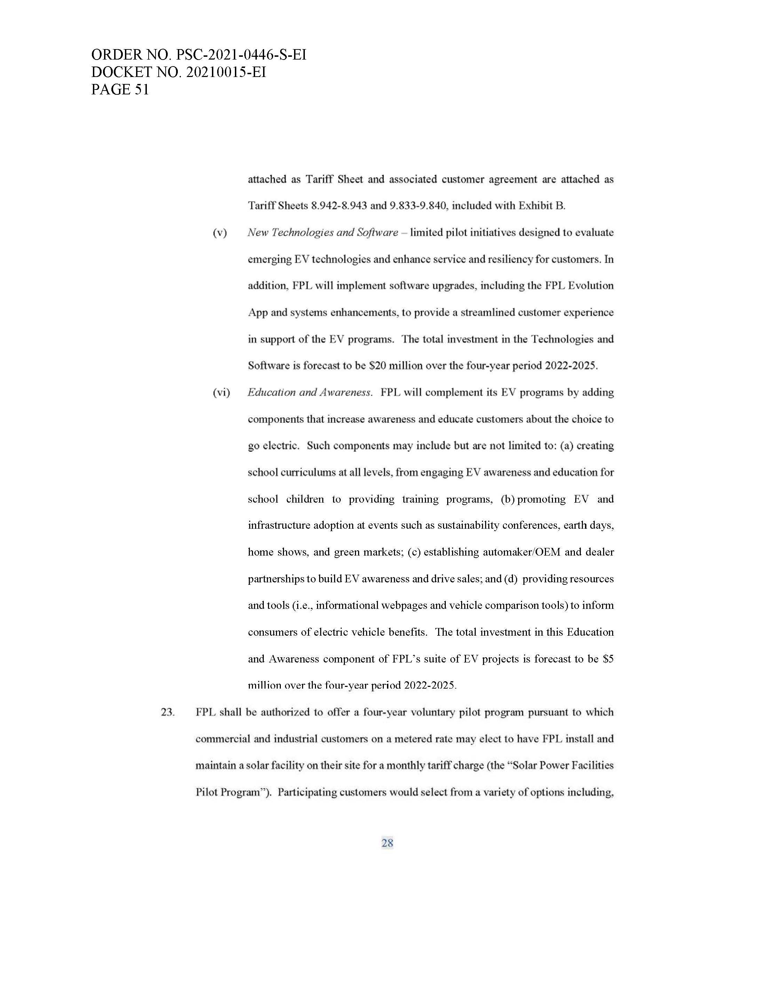 ORDER NO. PSC-2021-0446-S-EI
DOCKET NO. 20210015-EI
PAGE 51
attached as Tariff Sheet and associated customer agreement are attached as
Tariff Sheets 8.942-8.943 and 9.833-9.840, included with Exhibit B.
(v) New Technologies and Software – limited pilot initiatives designed to evaluate
emerging EV technologies and enhance service and resiliency for customers. In
addition, FPL will implement software upgrades, including the FPL Evolution
App and systems enhancements, to provide a streamlined customer experience
in support of the EV programs. The total investment in the Technologies and
Software is forecast to be $20 million over the four-year period 2022-2025.
(vi) Education and Awareness. FPL will complement its EV programs by adding
components that increase awareness and educate customers about the choice to
go electric. Such components may include but are not limited to: (a) creating
school curriculums at all levels, from engaging EV awareness and education for
school children to providing training programs, (b) promoting EV and
infrastructure adoption at events such as sustainability conferences, earth days,
home shows, and green markets; (c) establishing automaker/OEM and dealer
partnerships to build EV awareness and drive sales; and (d) providing resources
and tools (i.e., informational webpages and vehicle comparison tools) to inform
consumers of electric vehicle benefits. The total investment in this Education
and Awareness component of FPL’s suite of EV projects is forecast to be $5
million over the four-year period 2022-2025.
23. FPL shall be authorized to offer a four-year voluntary pilot program pursuant to which
commercial and industrial customers on a metered rate may elect to have FPL install and
maintain a solar facility on their site for a monthly tariff charge (the “Solar Power Facilities
Pilot Program”). Participating customers would select from a variety of options including,
28